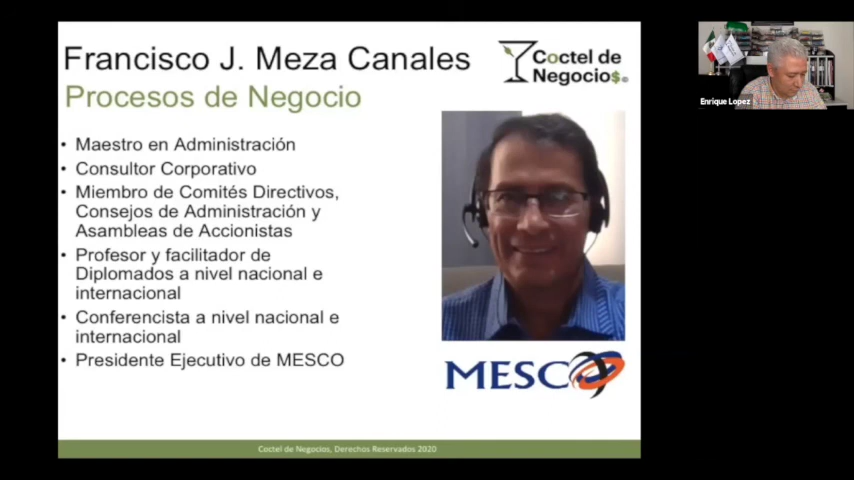 Francisco J. Meza Canales
Procesos de Negocio
Coctel de
Negocio$
• Maestro en Administración
• Consultor Corporativo
• Miembro de Comités Directivos,
Consejos de Administración y
Asambleas de Accionistas
• Profesor y facilitador de
Diplomados a nivel nacional e
internacional
• Conferencista a nivel nacional e
internacional
• Presidente Ejecutivo de MESCO
MESCO
Coctel de Negocios, Derechos Reservados 2020
Enrique Lopez